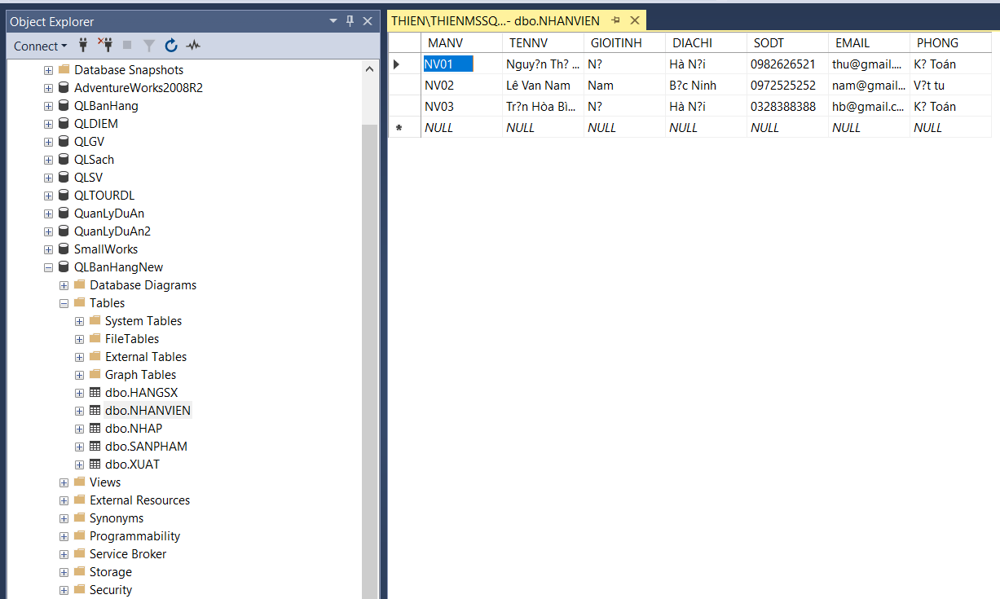 Object Explorer
Connect
Database Snapshots
AdventureWorks2008R2
QLBanHang
QLDIEM
QLGV
QLSach
QLSV
QLTOURDL
QuanLyDuAn
QuanLyDuAn2
SmallWorks
QLBanHangNew
Database Diagrams
Tables
System Tables
FileTables
External Tables
Graph Tables
dbo.HANGSX
dbo.NHANVIEN
dbo.NHAP
dbo.SANPHAM
dbo.XUAT
Views
External Resources
Synonyms
Programmability
Service Broker
Storage
Security
THIEN\THIENMSSQ...- dbo.NHANVIEN
MANV TENNV GIOITINH DIACHI SODT EMAIL PHONG
NV01 Nguy?n Th? ... N? Hà N?i 0982626521 thu@gmail.... K? Toán
NV02 Lê Van Nam Nam B?c Ninh 0972525252 nam@gmail... V?t tu
NV03 Tr?n Hòa Bì... N? Hà N?i 0328388388 hb@gmail.c... K? Toán
NULL NULL NULL NULL NULL NULL NULL